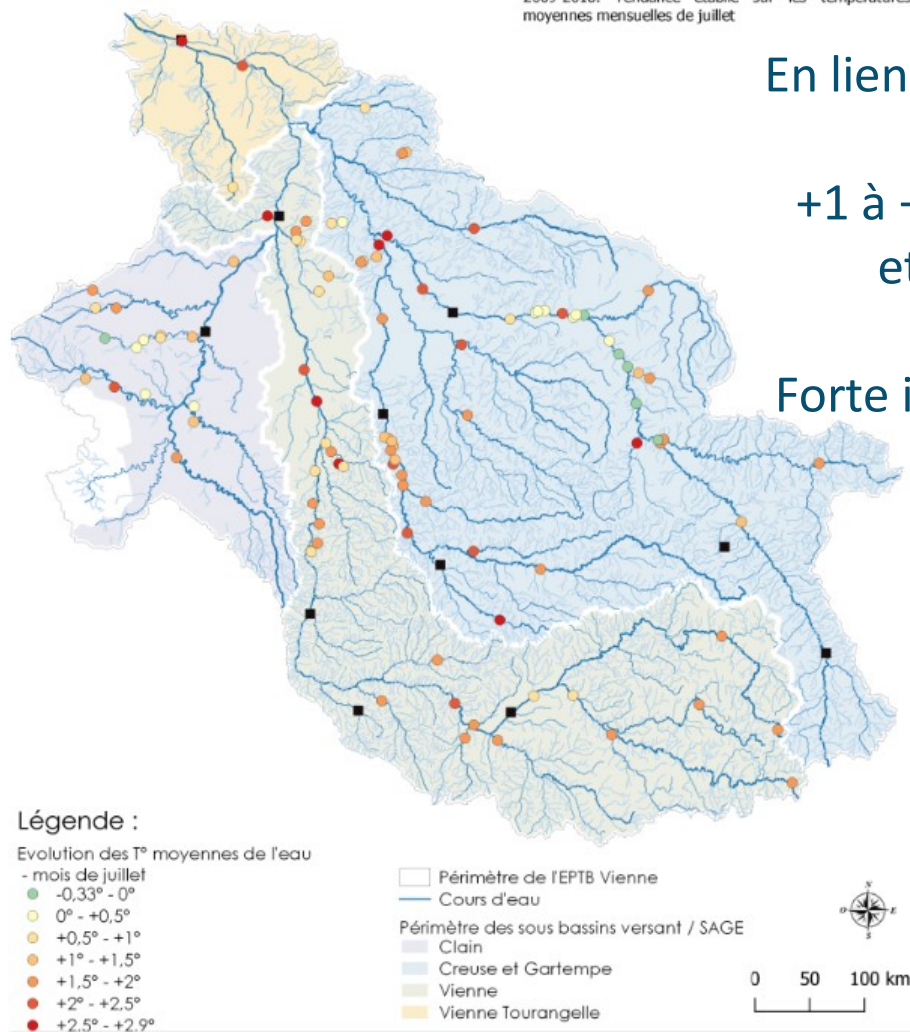 moyennes mensuelles de juillet
En lien
+1 à
et
Forte i
Légende :
Evolution des T° moyennes de l'eau
- mois de juillet
-0,33° - 0°
0° - +0,5°
+0,5° - +1°
+1° - +1,5°
+1,5° - +2°
+2° - +2,5°
+2,5° - +2,9°
Périmètre de l'EPTB Vienne
Cours d'eau
Périmètre des sous bassins versant / SAGE
Clain
Creuse et Gartempe
Vienne
Vienne Tourangelle
N
O E
S
0 50 100 km